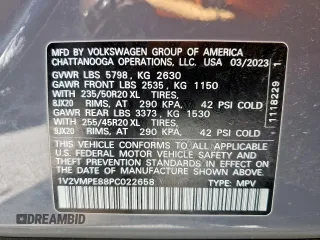 MFD BY VOLKSWAGEN GROUP OF AMERICA
CHATTANOOGA OPERATIONS, LLC. USA 03/2023
GVWR LBS 5798, KG 2630
GAWR FRONT LBS 2535, KG 1150
WITH 235/50R20 XL TIRES,
8JX20 RIMS, AT 290 KPA, 42 PSI COLD
GAWR REAR LBS 3373, KG 1530
WITH 255/45R20 XL TIRES,
9JX20 RIMS, AT 290 KPA, 42 PSI COLD
THIS VEHICLE CONFORMS TO ALL APPLICABLE
U.S. FEDERAL MOTOR VEHICLE SAFETY
STANDARDS IN EFFECT ON THE DATE OF
MANUFACTURE SHOWN ABOVE.
1V2VMPE88PC022658 TYPE: MPV
1118229 1
DREAMBID